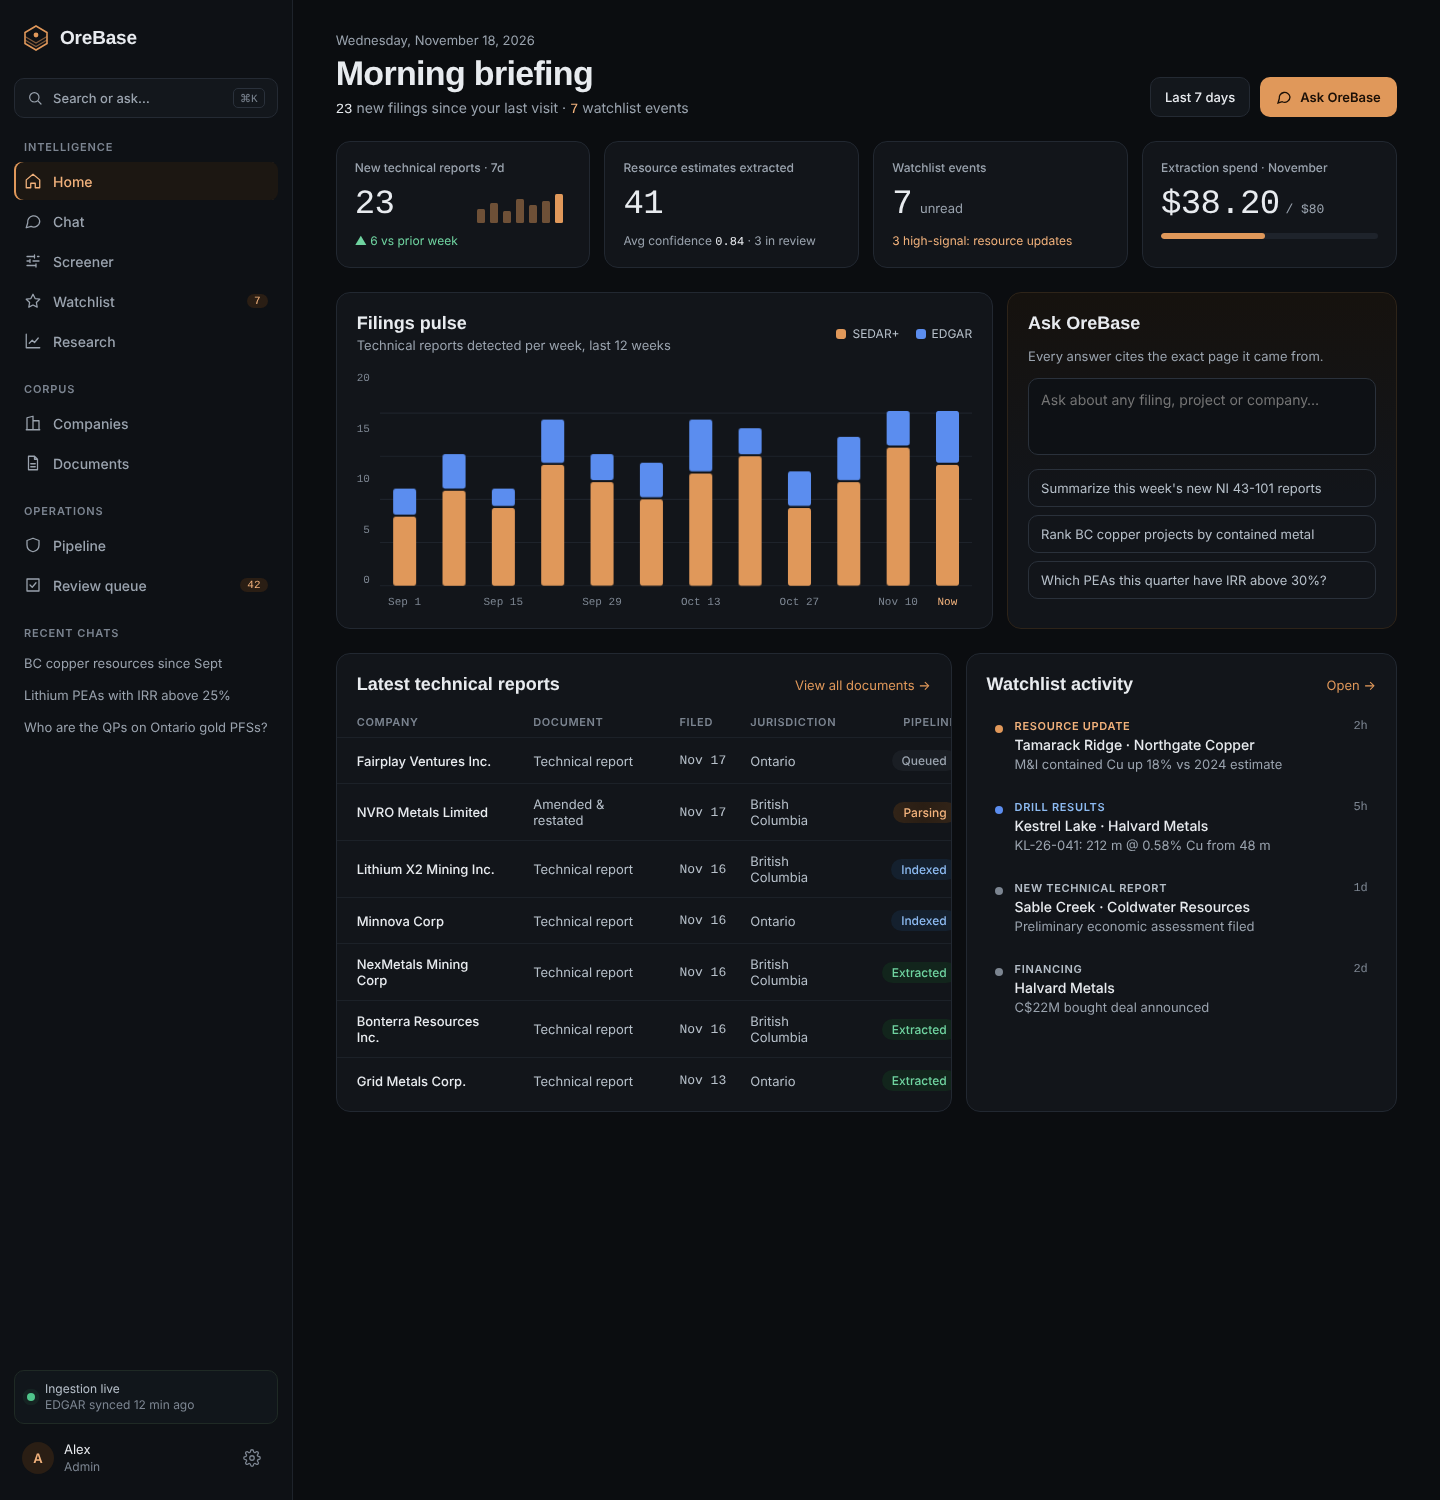 OreBase
Search or ask...
⌘K
INTELLIGENCE
Home
Chat
Screener
Watchlist
7
Research
CORPUS
Companies
Documents
OPERATIONS
Pipeline
Review queue
42
RECENT CHATS
BC copper resources since Sept
Lithium PEAs with IRR above 25%
Who are the QPs on Ontario gold PFSs?
Ingestion live
EDGAR synced 12 min ago
A
Alex
Admin
Wednesday, November 18, 2026
Morning briefing
23 new filings since your last visit · 7 watchlist events
Last 7 days
Ask OreBase
New technical reports · 7d
23
▲ 6 vs prior week
Resource estimates extracted
41
Avg confidence 0.84 · 3 in review
Watchlist events
7 unread
3 high-signal: resource updates
Extraction spend · November
$38.20 / $80
Filings pulse
Technical reports detected per week, last 12 weeks
SEDAR+
EDGAR
20
15
10
5
0
Sep 1
Sep 15
Sep 29
Oct 13
Oct 27
Nov 10
Now
Ask OreBase
Every answer cites the exact page it came from.
Ask about any filing, project or company...
Summarize this week's new NI 43-101 reports
Rank BC copper projects by contained metal
Which PEAs this quarter have IRR above 30%?
Latest technical reports
View all documents →
COMPANY DOCUMENT FILED JURISDICTION PIPELIN
Fairplay Ventures Inc. Technical report Nov 17 Ontario Queued
NVRO Metals Limited Amended & restated Nov 17 British Columbia Parsing
Lithium X2 Mining Inc. Technical report Nov 16 British Columbia Indexed
Minnova Corp Technical report Nov 16 Ontario Indexed
NexMetals Mining Corp Technical report Nov 16 British Columbia Extracted
Bonterra Resources Inc. Technical report Nov 16 British Columbia Extracted
Grid Metals Corp. Technical report Nov 13 Ontario Extracted
Watchlist activity
Open →
RESOURCE UPDATE
2h
Tamarack Ridge · Northgate Copper
M&I contained Cu up 18% vs 2024 estimate
DRILL RESULTS
5h
Kestrel Lake · Halvard Metals
KL-26-041: 212 m @ 0.58% Cu from 48 m
NEW TECHNICAL REPORT
1d
Sable Creek · Coldwater Resources
Preliminary economic assessment filed
FINANCING
2d
Halvard Metals
C$22M bought deal announced